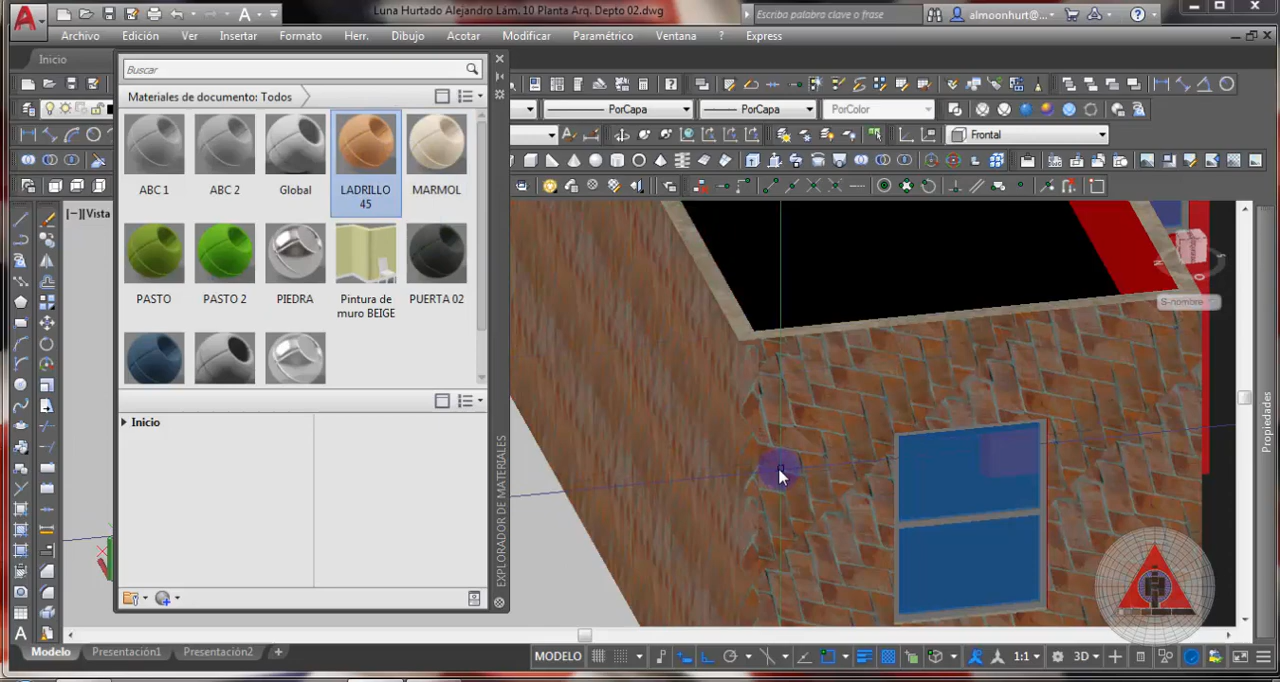 Luna Hurtado Alejandro Lám. 10 Planta Arq. Depto 02.dwg
Escriba palabra clave o frase
almoonhurt@...
Archivo Edición Ver Insertar Formato Herr. Dibujo Acotar Modificar Paramétrico Ventana ? Express
Inicio
Buscar
Materiales de documento: Todos
PorCapa PorCapa PorColor
Frontal
ABC 1 ABC 2 Global LADRILLO 45 MARMOL
PASTO PASTO 2 PIEDRA Pintura de muro BEIGE PUERTA 02
Inicio
EXPLORADOR DE MATERIALES
[−]Vista
S-nombre
Propiedades
Modelo Presentación1 Presentación2 +
MODELO 1:1 3D